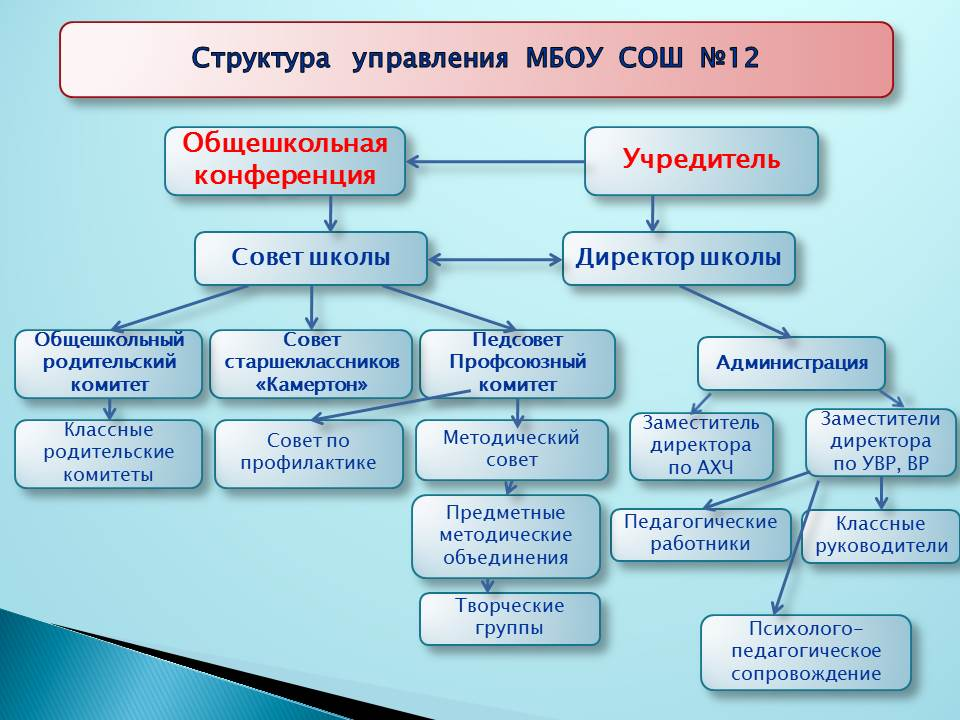 Структура управления МБОУ СОШ №12
Общешкольная
конференция
Учредитель
Совет школы
Директор школы
Общешкольный
родительский
комитет
Совет
старшеклассников
«Камертон»
Педсовет
Профсоюзный
комитет
Администрация
Классные
родительские
комитеты
Совет по
профилактике
Методический
совет
Заместитель
директора
по АХЧ
Заместители
директора
по УВР, ВР
Предметные
методические
объединения
Педагогические
работники
Классные
руководители
Творческие
группы
Психолого-
педагогическое
сопровождение